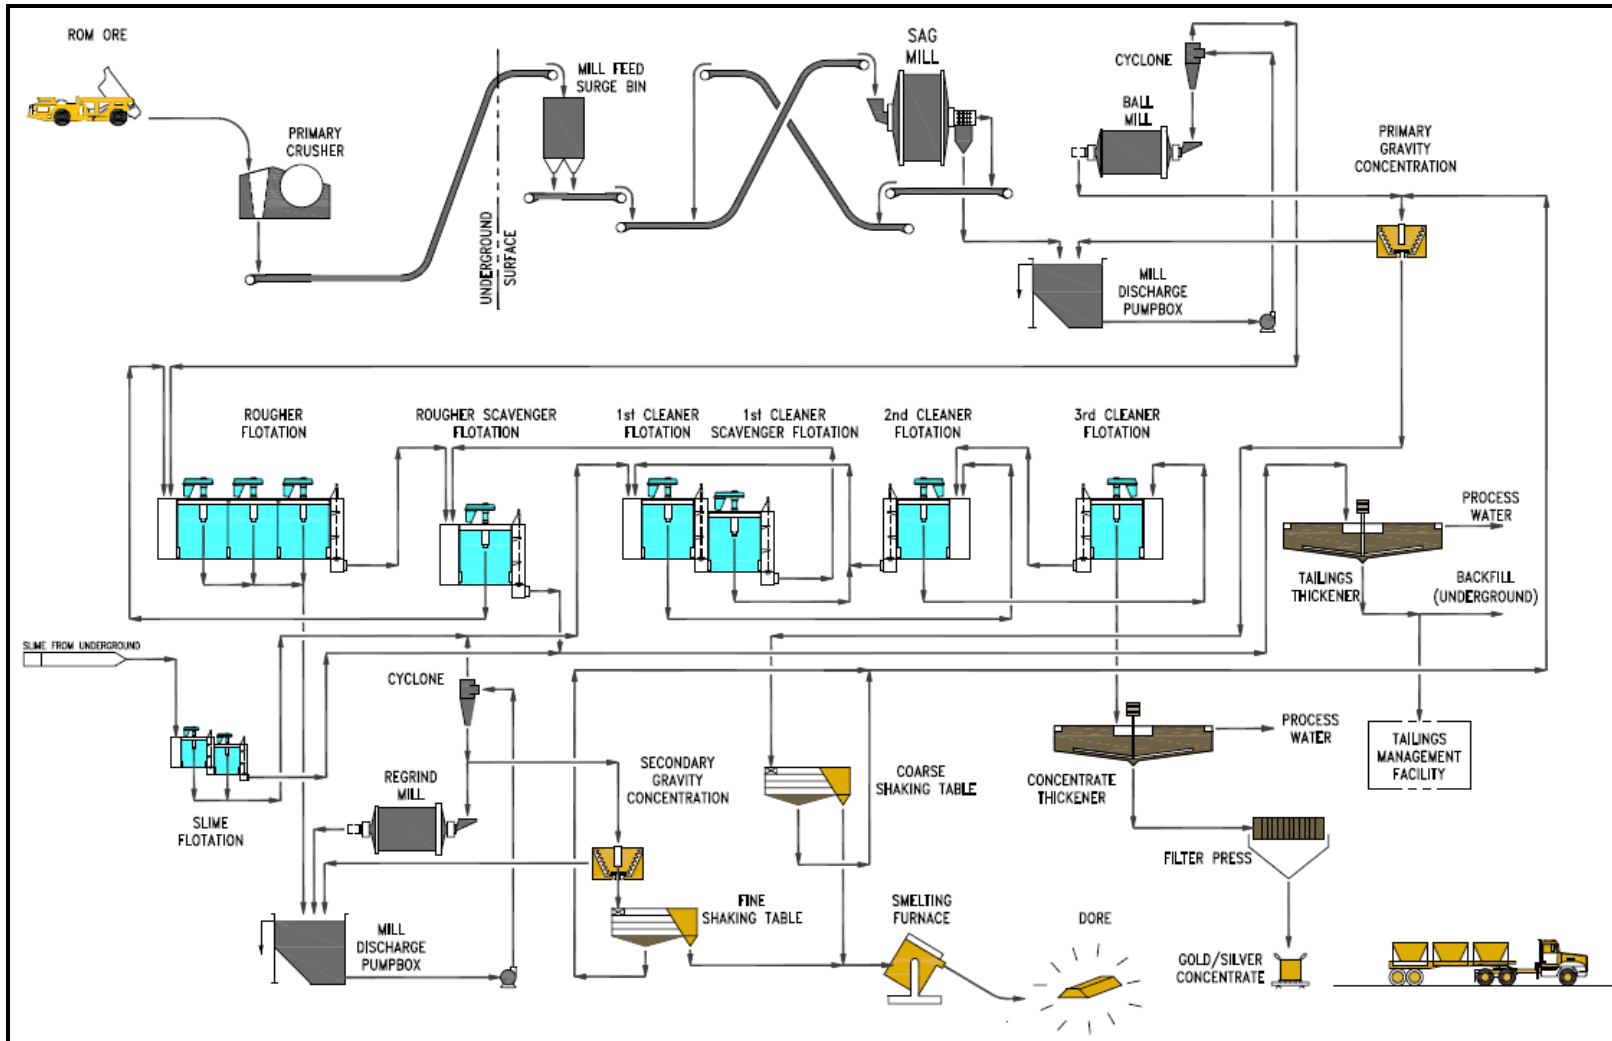 ROM ORE
PRIMARY
CRUSHER
UNDERGROUND
SURFACE
MILL FEED
SURGE BIN
SAG
MILL
CYCLONE
BALL
MILL
PRIMARY
GRAVITY
CONCENTRATION
MILL
DISCHARGE
PUMPBOX
ROUGHER
FLOTATION
ROUGHER SCAVENGER
FLOTATION
1st CLEANER
FLOTATION
1st CLEANER
SCAVENGER FLOTATION
2nd CLEANER
FLOTATION
3rd CLEANER
FLOTATION
PROCESS
WATER
TAILINGS
THICKENER
BACKFILL
(UNDERGROUND)
SLIME FROM UNDERGROUND
CYCLONE
SLIME
FLOTATION
REGRIND
MILL
SECONDARY
GRAVITY
CONCENTRATION
COARSE
SHAKING TABLE
CONCENTRATE
THICKENER
PROCESS
WATER
TAILINGS
MANAGEMENT
FACILITY
FILTER PRESS
MILL
DISCHARGE
PUMPBOX
FINE
SHAKING TABLE
SMELTING
FURNACE
DORE
GOLD/SILVER
CONCENTRATE